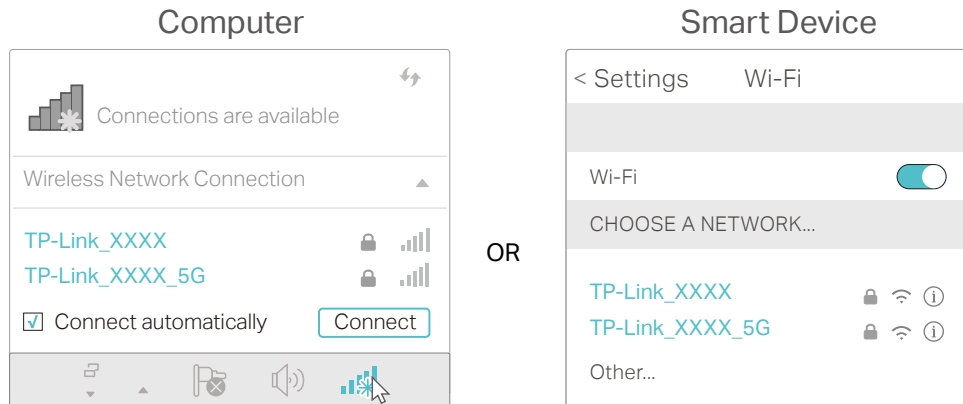 Computer
Connections are available
Wireless Network Connection
TP-Link_XXXX
TP-Link_XXXX_5G
Connect automatically
Connect
OR
Smart Device
< Settings Wi-Fi
Wi-Fi
CHOOSE A NETWORK...
TP-Link_XXXX
TP-Link_XXXX_5G
Other...